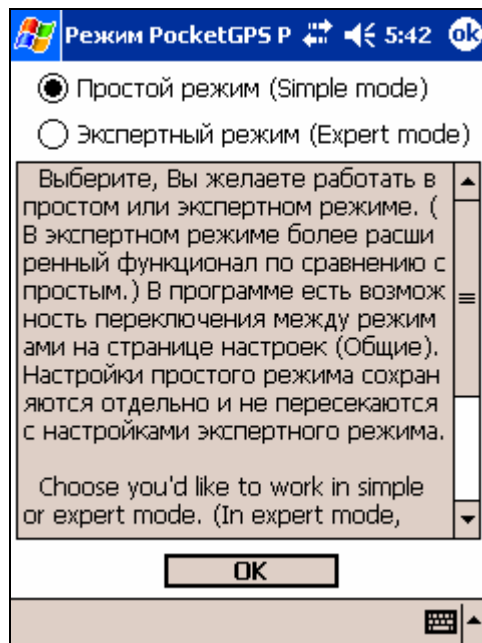 Режим PocketGPS P 5:42 ok
Простой режим (Simple mode)
Экспертный режим (Expert mode)
Выберите, Вы желаете работать в
простом или экспертном режиме. (
В экспертном режиме более расши
ренный функционал по сравнению с
простым.) В программе есть возмож
ность переключения между режим
ами на странице настроек (Общие).
Настройки простого режима сохран
яются отдельно и не пересекаются
с настройками экспертного режима.
Choose you'd like to work in simple
or expert mode. (In expert mode,
OK